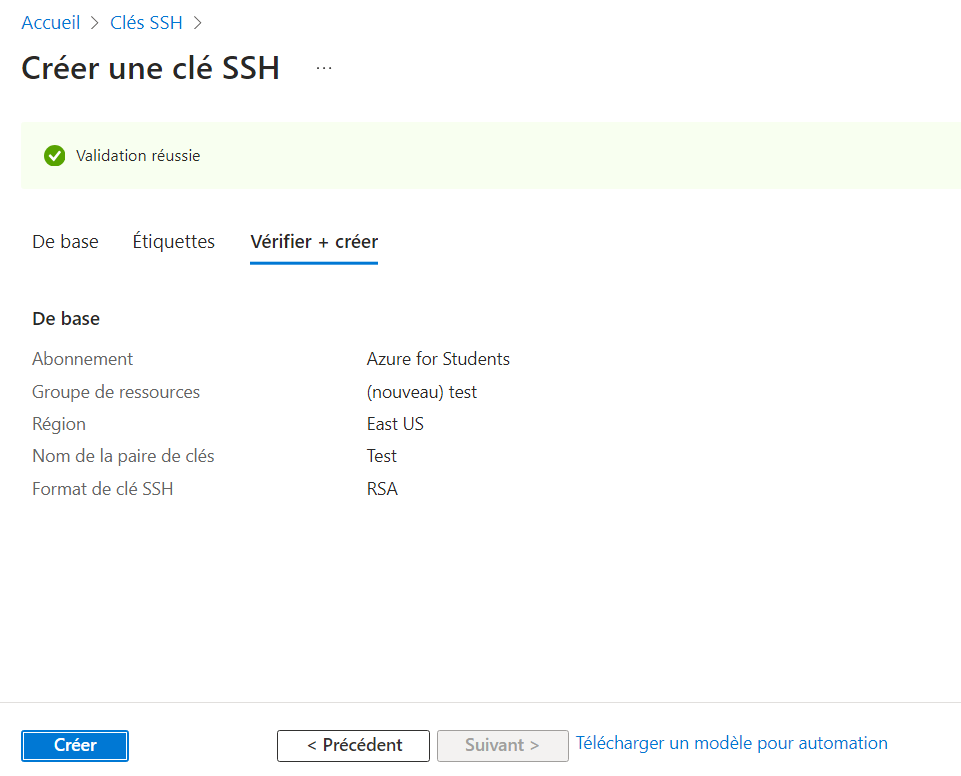 Accueil > Clés SSH >
Créer une clé SSH ...
Validation réussie
De base Étiquettes Vérifier + créer
De base
Abonnement Azure for Students
Groupe de ressources (nouveau) test
Région East US
Nom de la paire de clés Test
Format de clé SSH RSA
Créer < Précédent Suivant > Télécharger un modèle pour automation